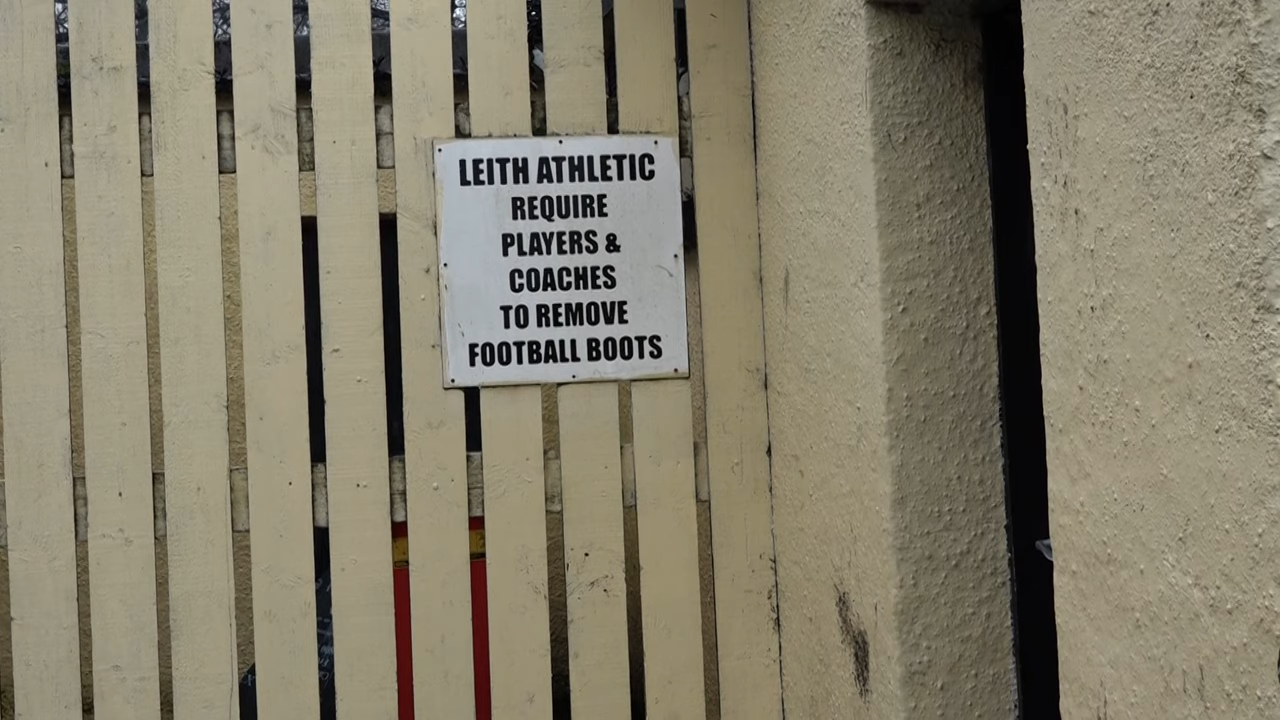 LEITH ATHLETIC
REQUIRE
PLAYERS &
COACHES
TO REMOVE
FOOTBALL BOOTS